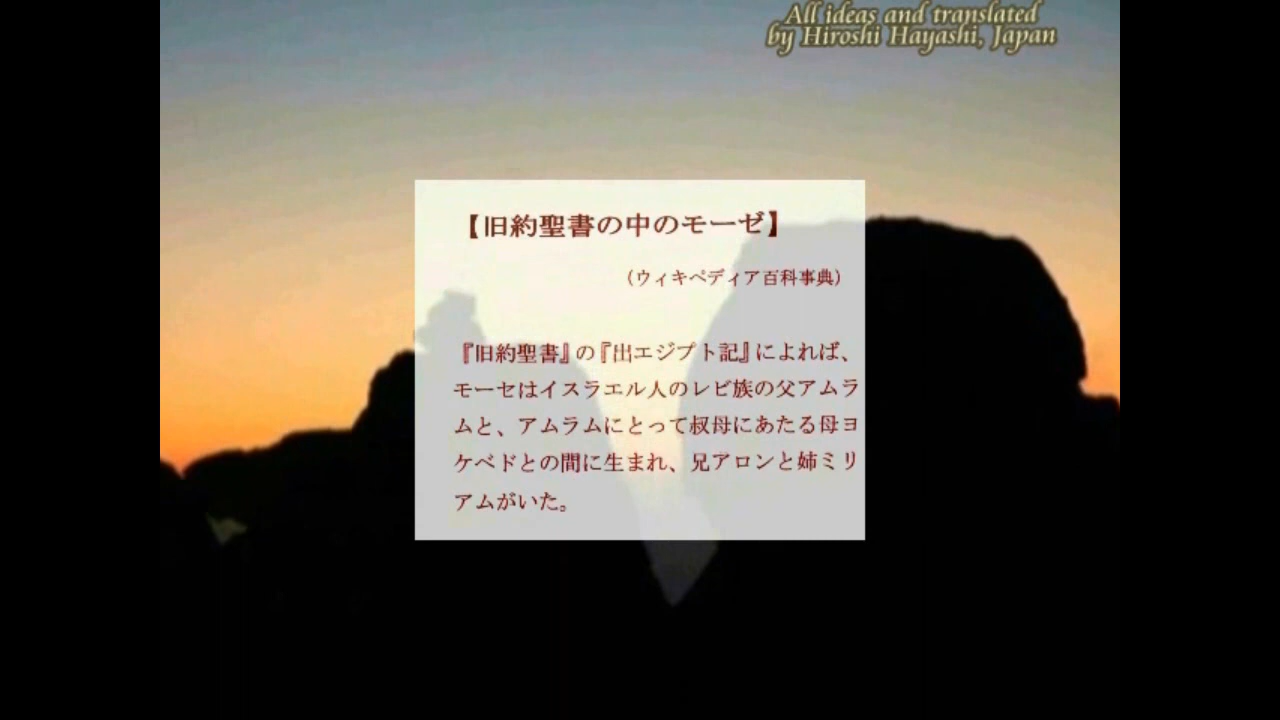 All ideas and translated
by Hiroshi Hayashi, Japan
【旧約聖書の中のモーゼ】
（ウィキペディア百科事典）
『旧約聖書』の『出エジプト記』によれば、
モーセはイスラエル人のレビ族の父アムラ
ムと、アムラムにとって叔母にあたる母ヨ
ケベドとの間に生まれ、兄アロンと姉ミリ
アムがいた。